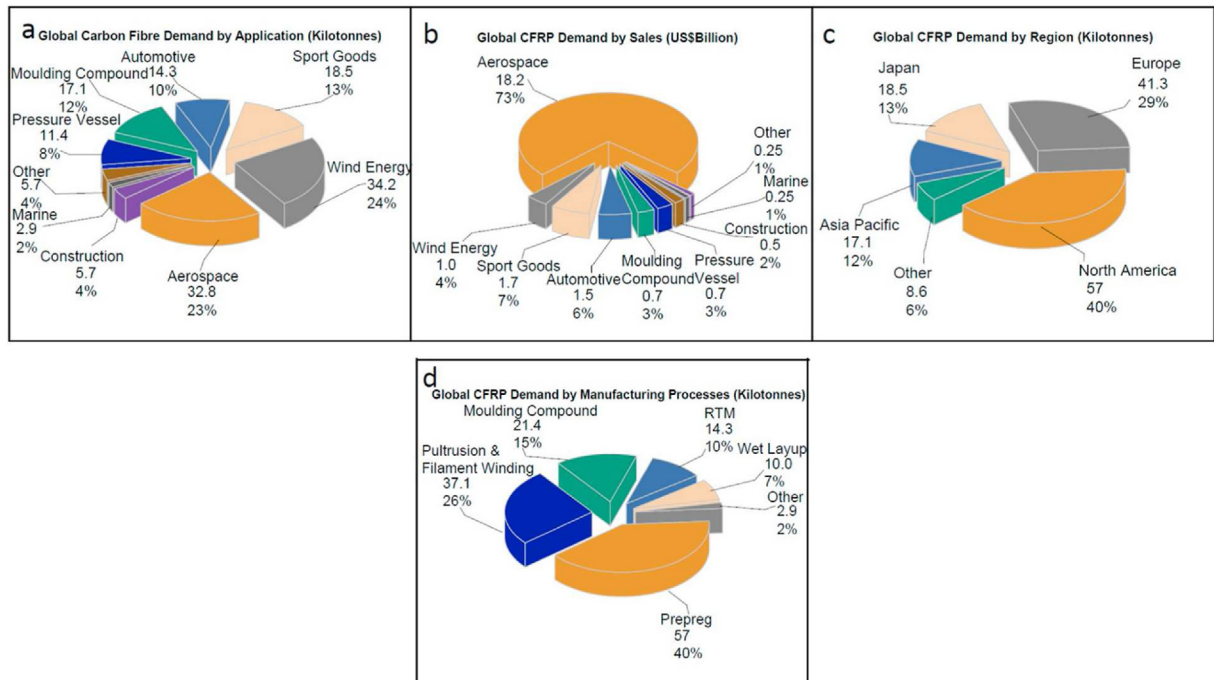 a
Global Carbon Fibre Demand by Application (Kilotonnes)
Automotive
14.3
10%
Sport Goods
18.5
13%
Moulding Compound
17.1
12%
Pressure Vessel
11.4
8%
Wind Energy
34.2
24%
Other
5.7
4%
Marine
2.9
2%
Construction
5.7
4%
Aerospace
32.8
23%
b
Global CFRP Demand by Sales (US$Billion)
Aerospace
18.2
73%
Other
0.25
1%
Marine
0.25
1%
Construction
0.5
2%
Wind Energy
1.0
4%
Sport Goods
1.7
7%
Automotive
1.5
6%
Moulding
Compound
0.7
3%
Pressure
Vessel
0.7
3%
c
Global CFRP Demand by Region (Kilotonnes)
Japan
18.5
13%
Europe
41.3
29%
Asia Pacific
17.1
12%
Other
8.6
6%
North America
57
40%
d
Global CFRP Demand by Manufacturing Processes (Kilotonnes)
Moulding Compound
21.4
15%
RTM
14.3
10%
Pultrusion &
Filament Winding
37.1
26%
Wet Layup
10.0
7%
Other
2.9
2%
Prepreg
57
40%